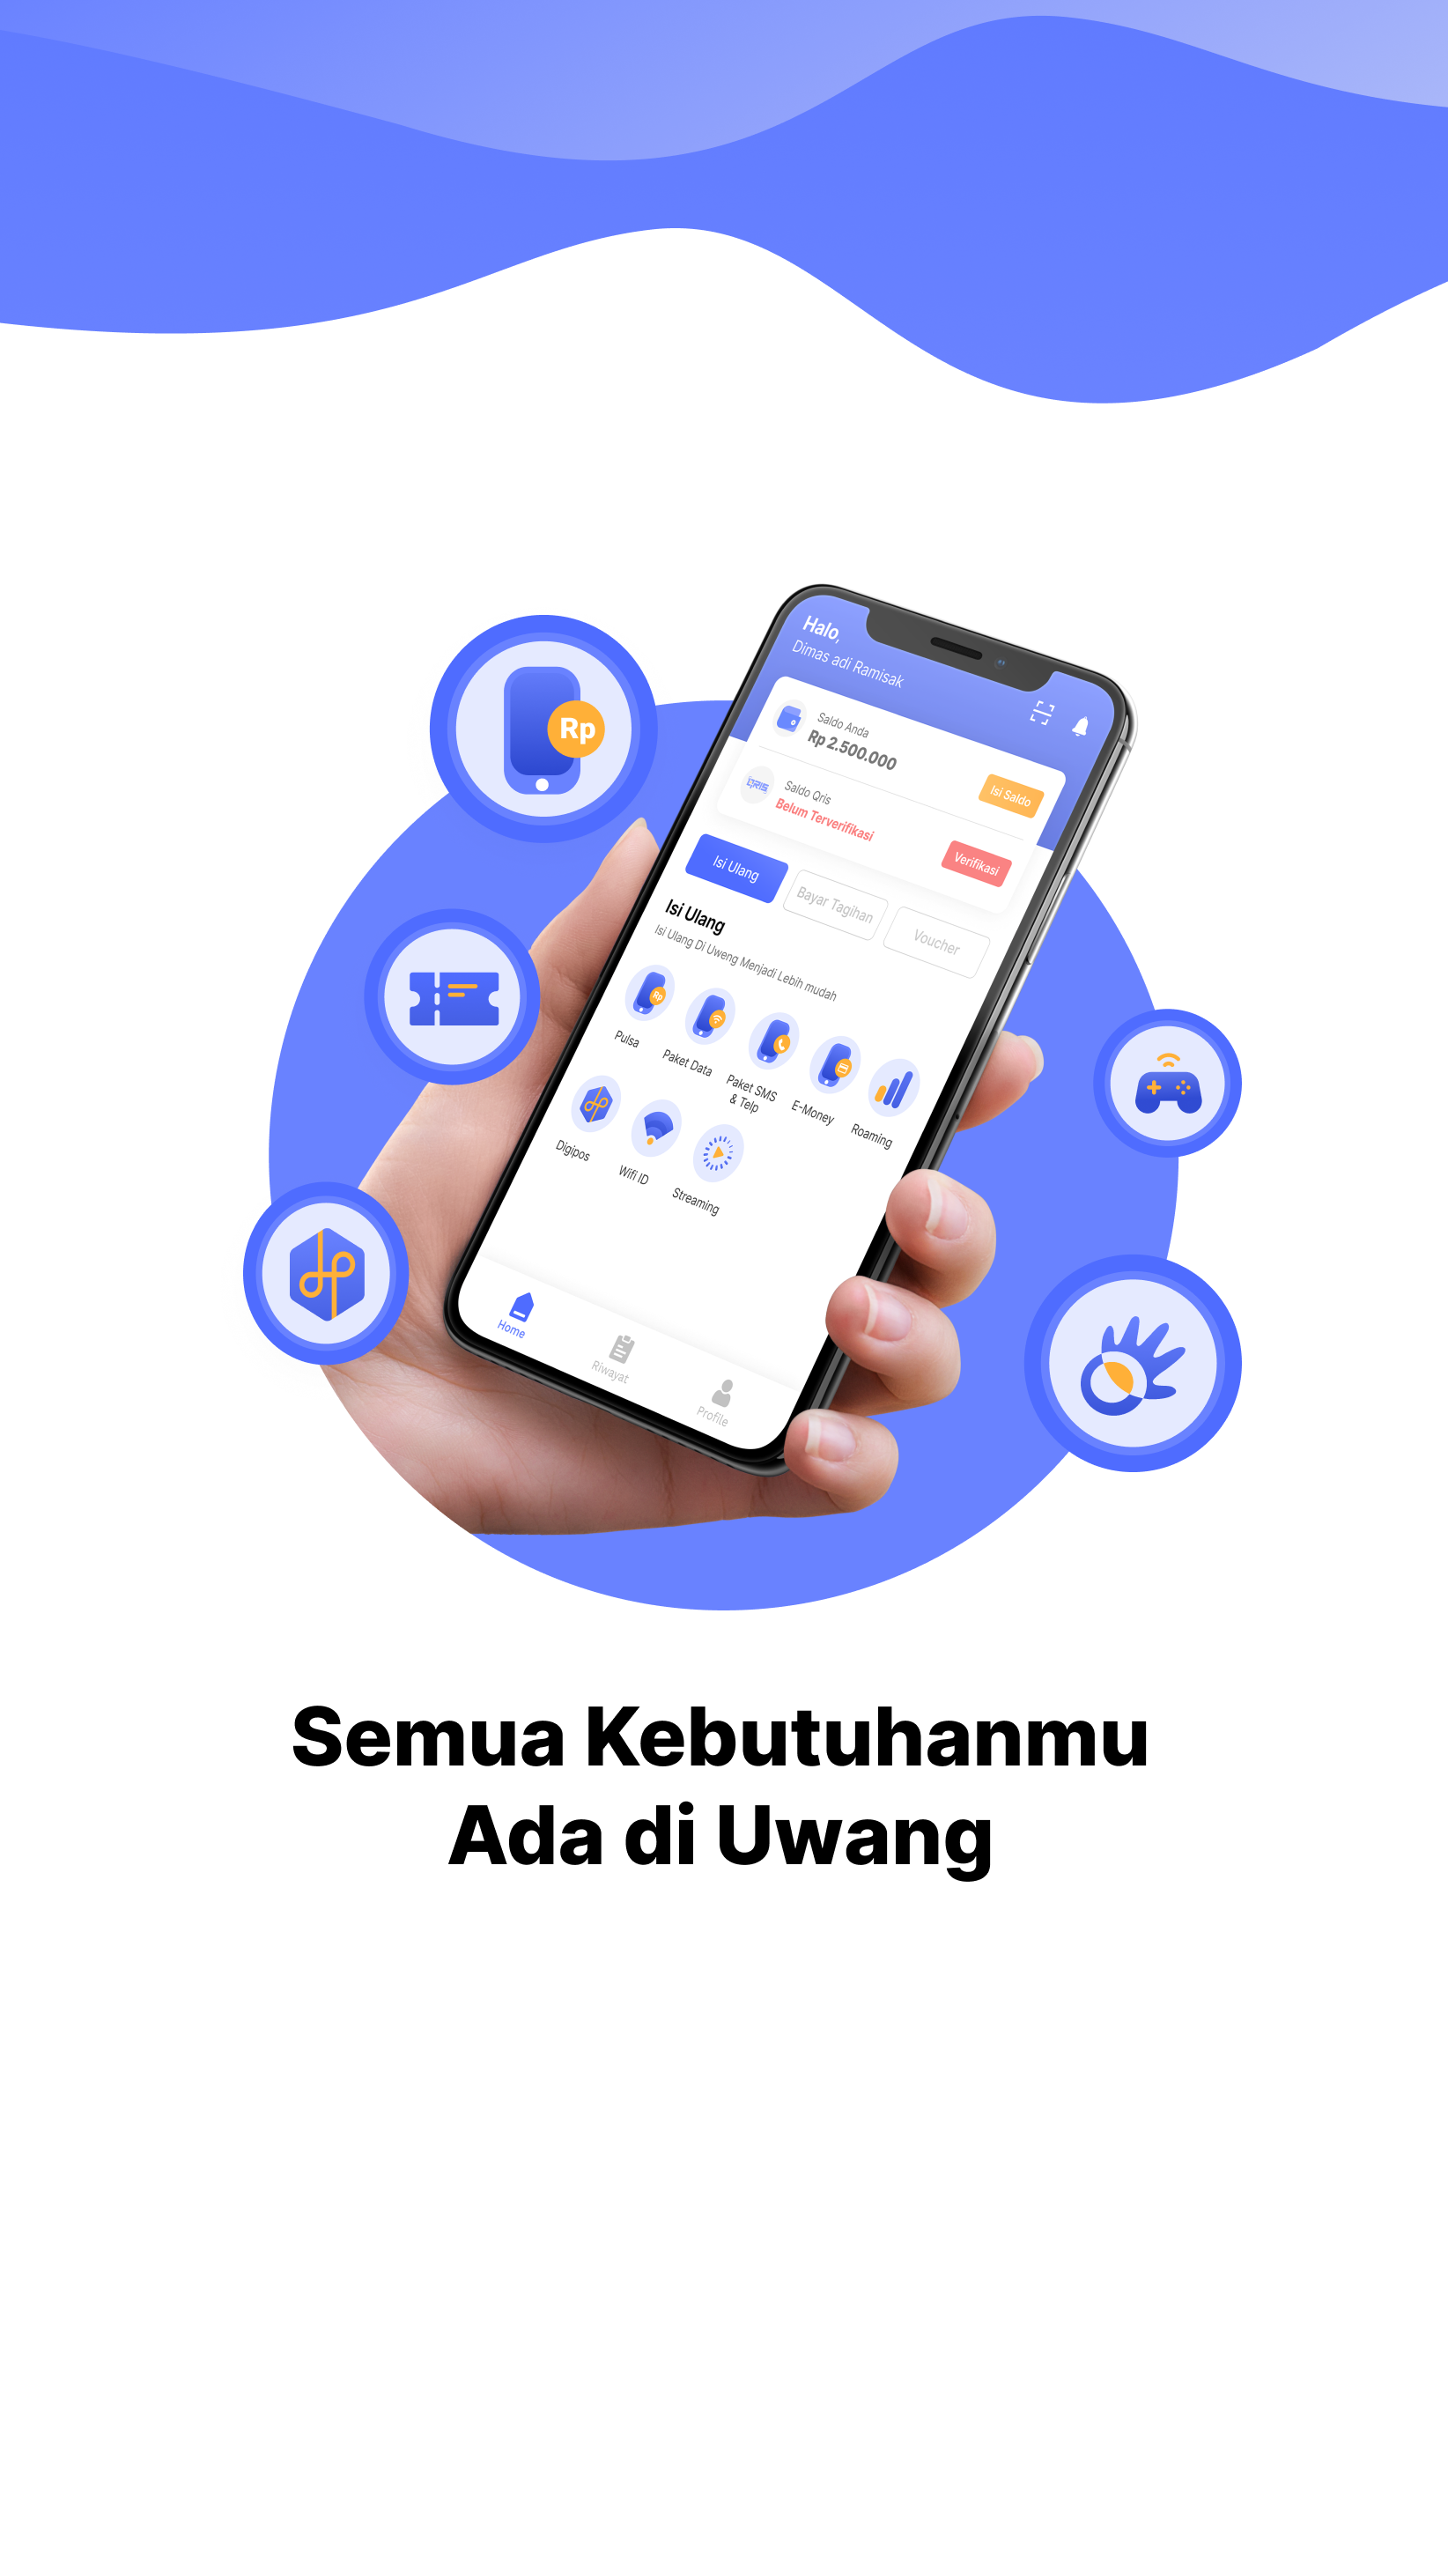 Rp
Halo,
Dimas adi Ramisak
Saldo Anda
Rp 2.500.000
Isi Saldo
QRIS
Saldo Qris
Belum Terverifikasi
Verifikasi
Isi Ulang
Bayar Tagihan
Voucher
Isi Ulang
Isi Ulang Di Uweng Menjadi Lebih mudah
Rp
Pulsa
Paket Data
Paket SMS
& Telp
E-Money
Roaming
Digipos
Wifi ID
Streaming
Home
Riwayat
Profile
Semua Kebutuhanmu
Ada di Uwang